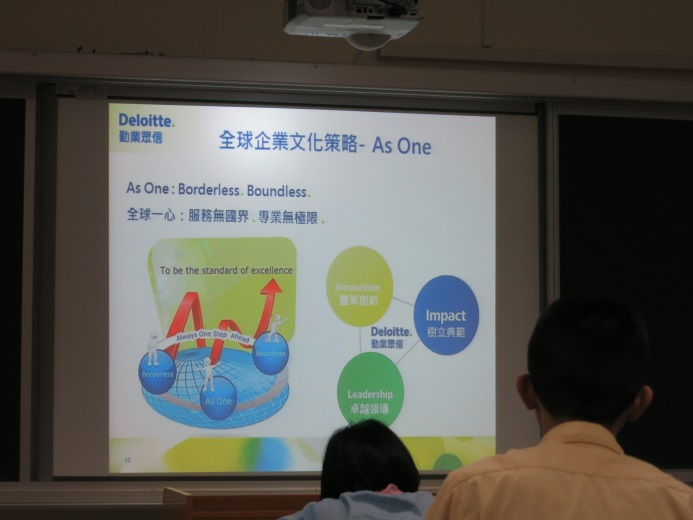 Deloitte.
勤業眾信
全球企業文化策略- As One
As One : Borderless. Boundless.
全球一心：服務無國界 . 專業無極限 .
To be the standard of excellence
Always One Step Ahead
Borderless
As One
Boundless
Innovation
變革創新
Impact
樹立典範
Deloitte.
勤業眾信
Leadership
卓越領導